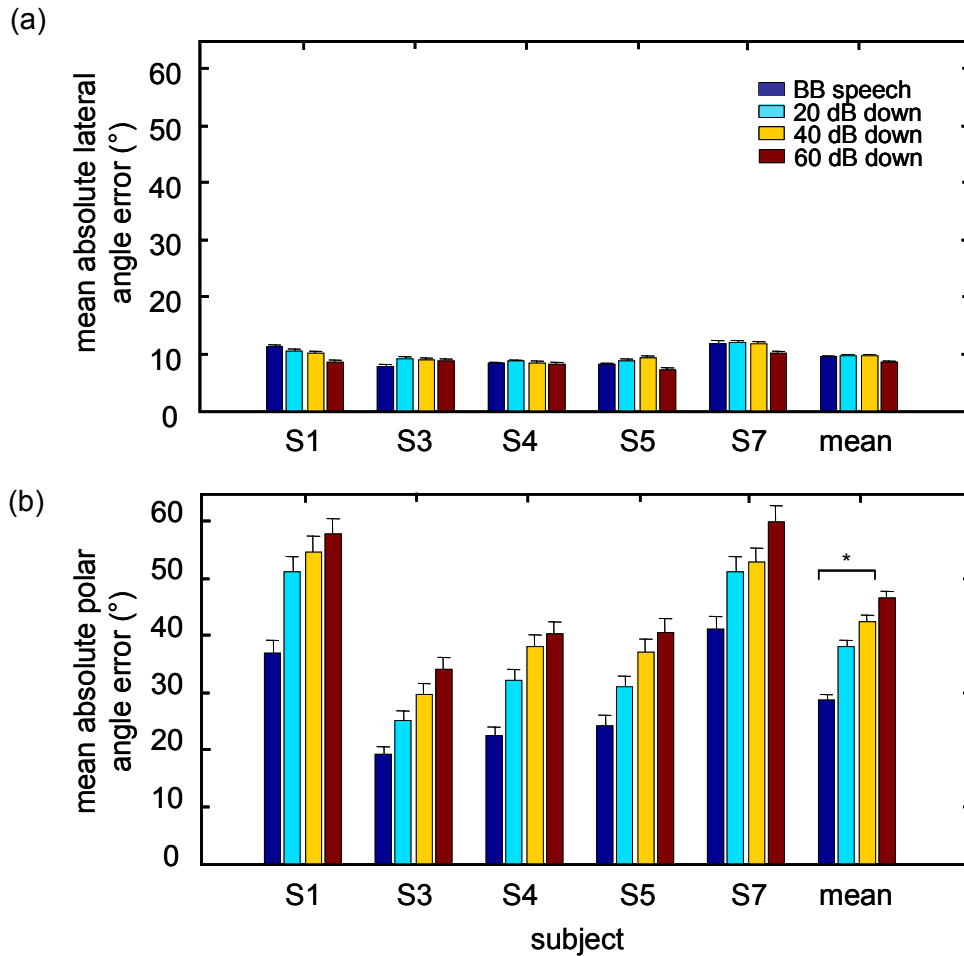 (a)
mean absolute lateral
angle error (°)
60
50
40
30
20
10
0
BB speech
20 dB down
40 dB down
60 dB down
S1 S3 S4 S5 S7 mean
(b)
mean absolute polar
angle error (°)
60
50
40
30
20
10
0
*
S1 S3 S4 S5 S7 mean
subject